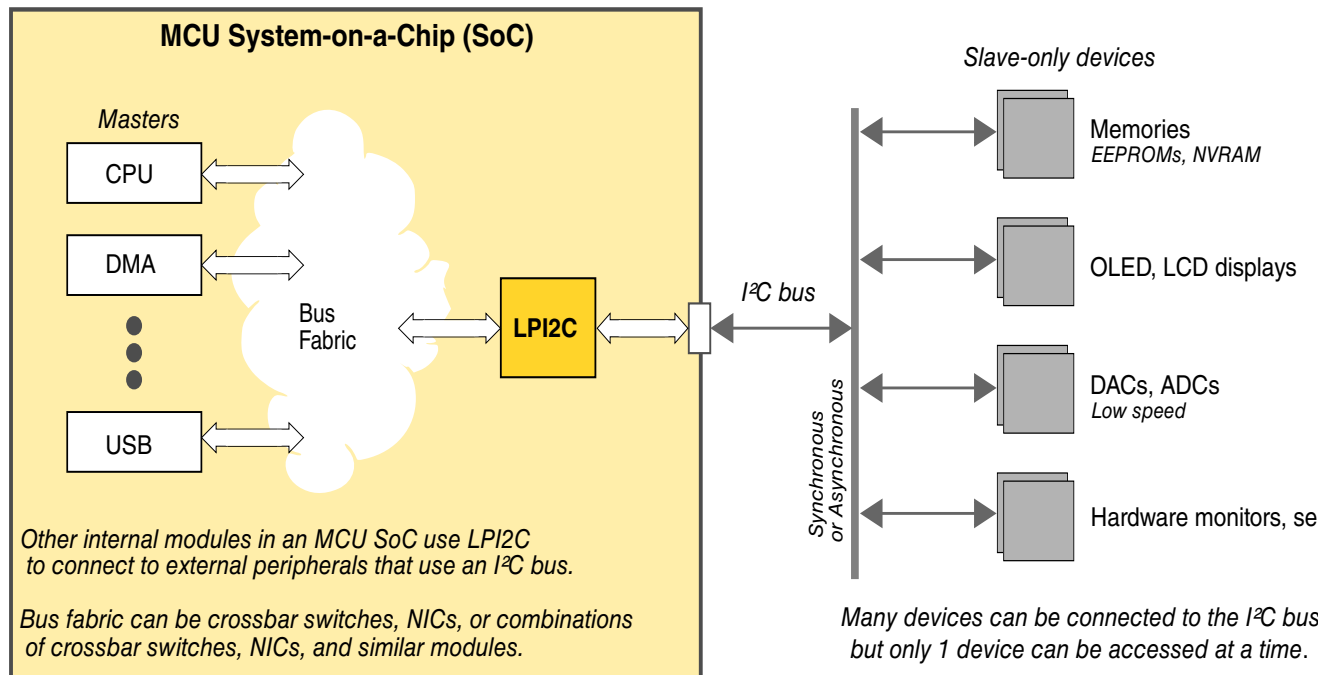 MCU System-on-a-Chip (SoC)
Masters
CPU
DMA
USB
Bus
Fabric
LPI2C
I²C bus
Synchronous
or Asynchronous
Slave-only devices
Memories
EEPROMs, NVRAM
OLED, LCD displays
DACs, ADCs
Low speed
Hardware monitors, se
Other internal modules in an MCU SoC use LPI2C
to connect to external peripherals that use an I²C bus.
Bus fabric can be crossbar switches, NICs, or combinations
of crossbar switches, NICs, and similar modules.
Many devices can be connected to the I²C bus
but only 1 device can be accessed at a time.